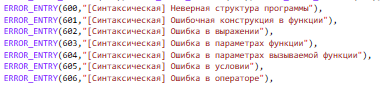 ERROR_ENTRY(600,"[Синтаксическая] Неверная структура программы"),
ERROR_ENTRY(601,"[Синтаксическая] Ошибочная конструкция в функции"),
ERROR_ENTRY(602,"[Синтаксическая] Ошибка в выражении"),
ERROR_ENTRY(603,"[Синтаксическая] Ошибка в параметрах функции"),
ERROR_ENTRY(604,"[Синтаксическая] Ошибка в параметрах вызываемой функции"),
ERROR_ENTRY(605,"[Синтаксическая] Ошибка в условии"),
ERROR_ENTRY(606,"[Синтаксическая] Ошибка в операторе"),